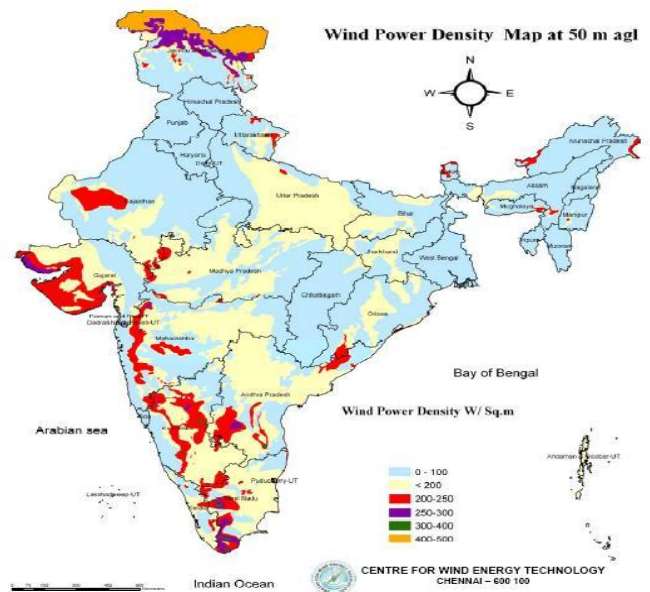 Wind Power Density Map at 50 m agl
N
W E
S
Himachal Pradesh
Punjab
Uttarakhand
Haryana
Arunachal Pradesh
Rajasthan
Uttar Pradesh
Assam
Nagaland
Bihar
Meghalaya
Manipur
Jharkhand
Tripura
Mizoram
Gujarat
Madhya Pradesh
West Bengal
Chhattisgarh
Orissa
Maharashtra
Bay of Bengal
Andhra Pradesh
Wind Power Density W/ Sq.m
Arabian sea
Puducherry-UT
Lakshadweep-UT
Tamil Nadu
Kerala
0 - 100
< 200
200-250
250-300
300-400
400-500
Indian Ocean
CENTRE FOR WIND ENERGY TECHNOLOGY
CHENNAI – 600 100